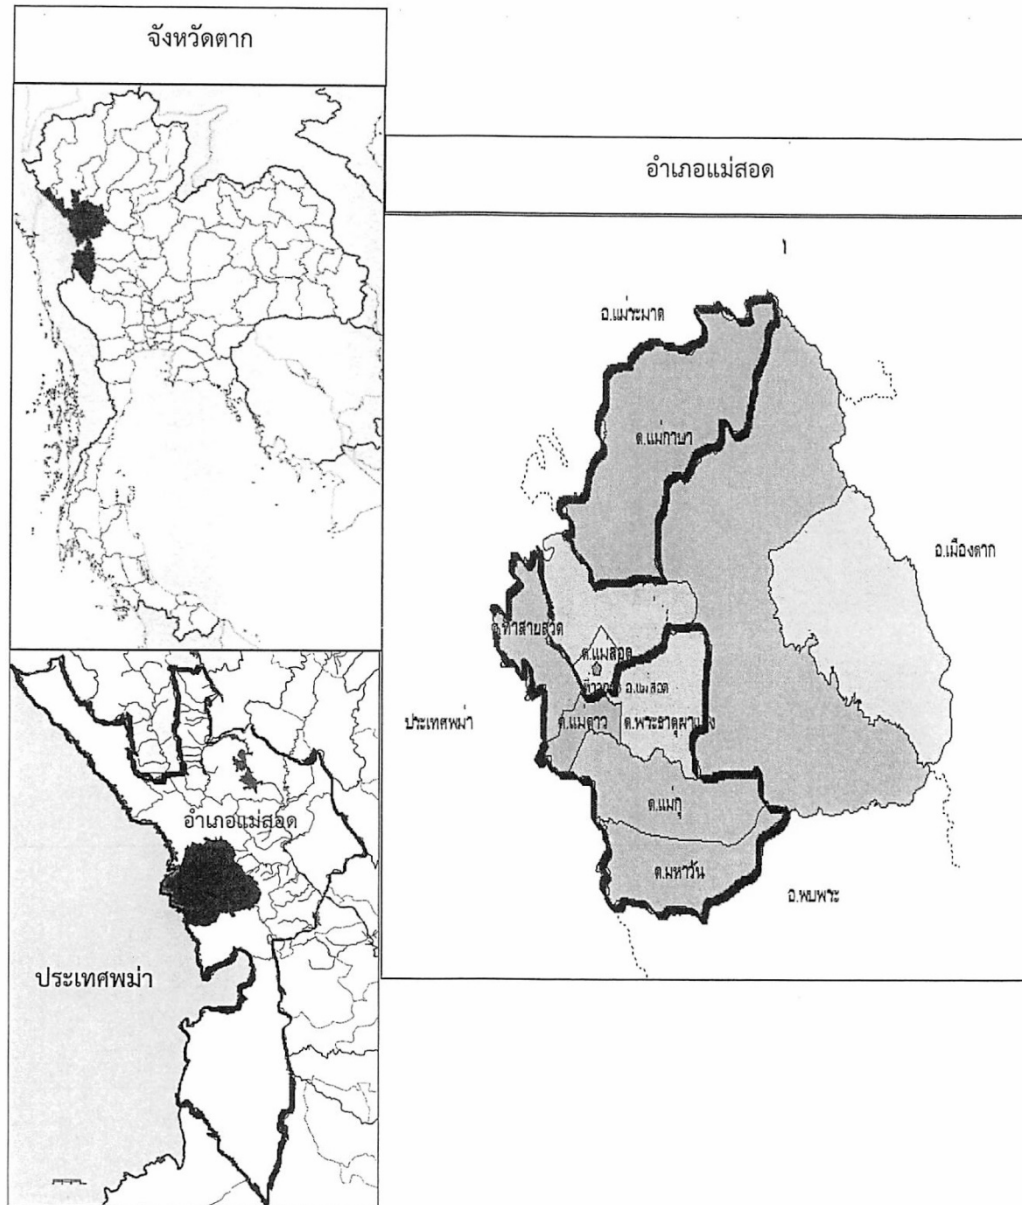 จังหวัดตาก
อำเภอแม่สอด
อ.แม่ระมาด
ต.แม่กาษา
อ.เมืองตาก
ท่าสายลวด
ต.แม่สอด
อ.แม่สอด
ประเทศพม่า
ต.แม่ตาว
ต.พระธาตุผาแดง
ต.แม่กุ
ต.มหาวัน
อ.พบพระ
อำเภอแม่สอด
ประเทศพม่า